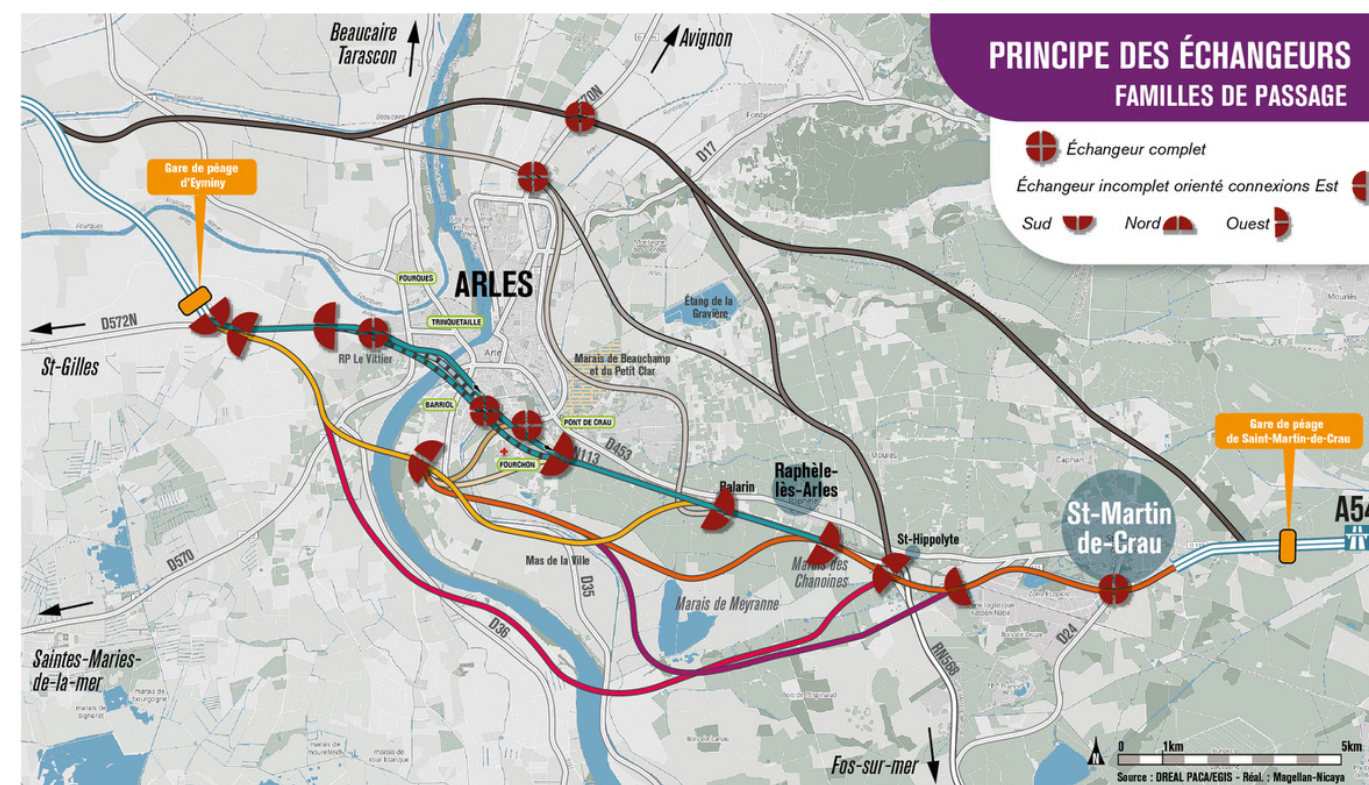 PRINCIPE DES ÉCHANGEURS
FAMILLES DE PASSAGE
Échangeur complet
Échangeur incomplet orienté connexions Est
Sud
Nord
Ouest
Beaucaire
Tarascon
Avignon
D17
Gare de péage
d'Eyminy
FOURQUES
ARLES
TRINQUETAILLE
Étang de la
Gravière
D572N
St-Gilles
RP Le Vittier
Marais de Beauchamp
et du Petit Clar
BARRIOL
PONT DE CRAU
D453
N113
FOURCHON
Gare de péage
de Saint-Martin-de-Crau
Raphèle-
lès-Arles
Balarin
A54
St-Martin
de-Crau
St-Hippolyte
Mas de la Ville
Marais des
Chanoines
Marais de Meyranne
D570
D35
D36
D24
RN568
Saintes-Maries-
de-la-mer
Fos-sur-mer
N
0
1km
5km
Source : DREAL PACA/EGIS - Réal. : Magellan-Nicaya